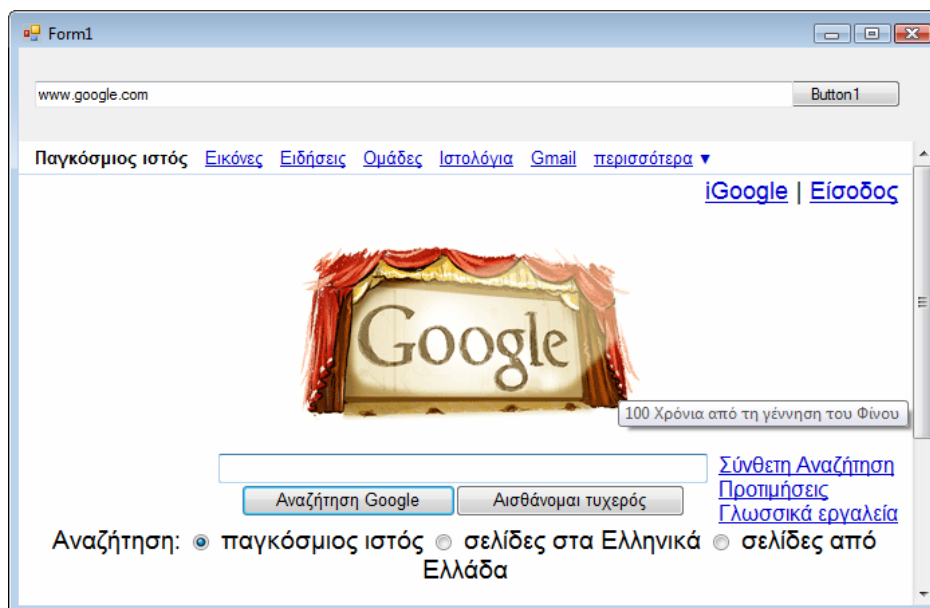 Form1
www.google.com Button1
Παγκόσμιος ιστός Εικόνες Ειδήσεις Ομάδες Ιστολόγια Gmail περισσότερα ▼
iGoogle | Είσοδος
Google
100 Χρόνια από τη γέννηση του Φίνου
Σύνθετη Αναζήτηση
Προτιμήσεις
Αναζήτηση Google Αισθάνομαι τυχερός
Γλωσσικά εργαλεία
Αναζήτηση: παγκόσμιος ιστός σελίδες στα Ελληνικά σελίδες από
Ελλάδα